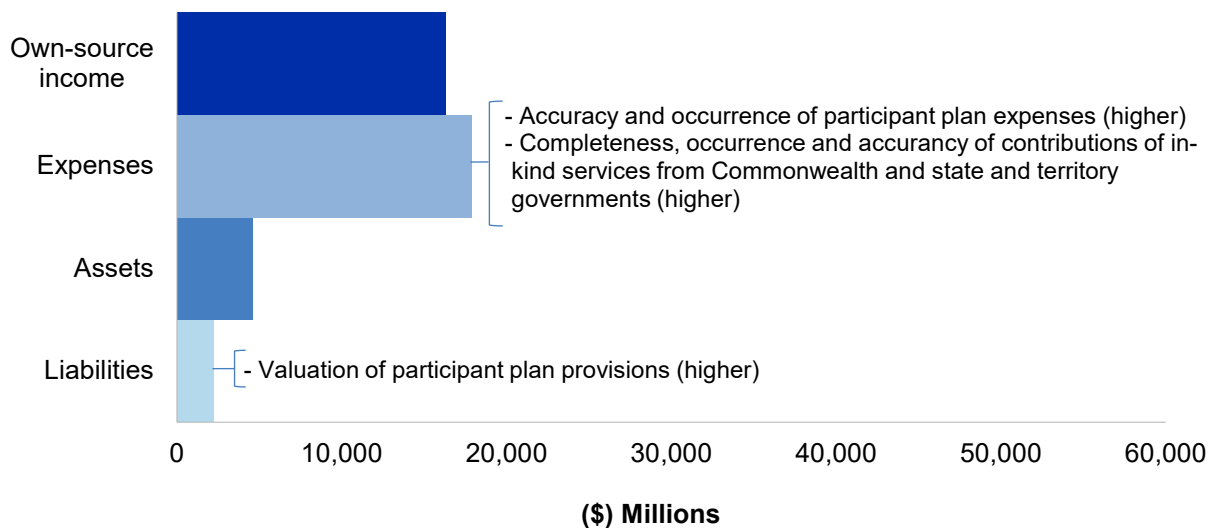 Own-source
income
- Accuracy and occurrence of participant plan expenses (higher)
- Completeness, occurrence and accurancy of contributions of in-
kind services from Commonwealth and state and territory
governments (higher)
Expenses
Assets
Liabilities
- Valuation of participant plan provisions (higher)
0
10,000
20,000
30,000
40,000
50,000
60,000
($) Millions